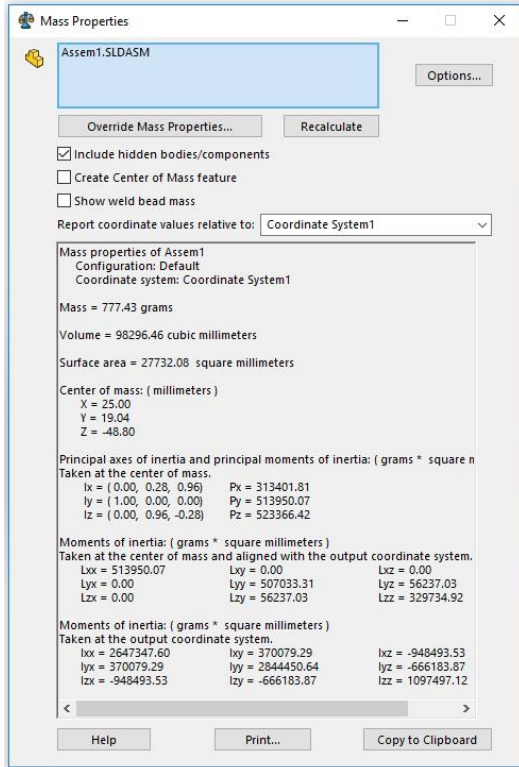 Mass Properties
Assem1.SLDASM
Options...
Override Mass Properties...
Recalculate
Include hidden bodies/components
Create Center of Mass feature
Show weld bead mass
Report coordinate values relative to: Coordinate System1
Mass properties of Assem1
Configuration: Default
Coordinate system: Coordinate System1
Mass = 777.43 grams
Volume = 98296.46 cubic millimeters
Surface area = 27732.08 square millimeters
Center of mass: ( millimeters )
X = 25.00
Y = 19.04
Z = -48.80
Principal axes of inertia and principal moments of inertia: ( grams * square m
Taken at the center of mass.
Ix = ( 0.00, 0.28, 0.96) Px = 313401.81
Iy = ( 1.00, 0.00, 0.00) Py = 513950.07
Iz = ( 0.00, 0.96, -0.28) Pz = 523366.42
Moments of inertia: ( grams * square millimeters )
Taken at the center of mass and aligned with the output coordinate system.
Lxx = 513950.07 Lxy = 0.00 Lxz = 0.00
Lyx = 0.00 Lyy = 507033.31 Lyz = 56237.03
Lzx = 0.00 Lzy = 56237.03 Lzz = 329734.92
Moments of inertia: ( grams * square millimeters )
Taken at the output coordinate system.
Ixx = 2647347.60 Ixy = 370079.29 Ixz = -948493.53
Iyx = 370079.29 Iyy = 2844450.64 Iyz = -666183.87
Izx = -948493.53 Izy = -666183.87 Izz = 1097497.12
Help
Print...
Copy to Clipboard